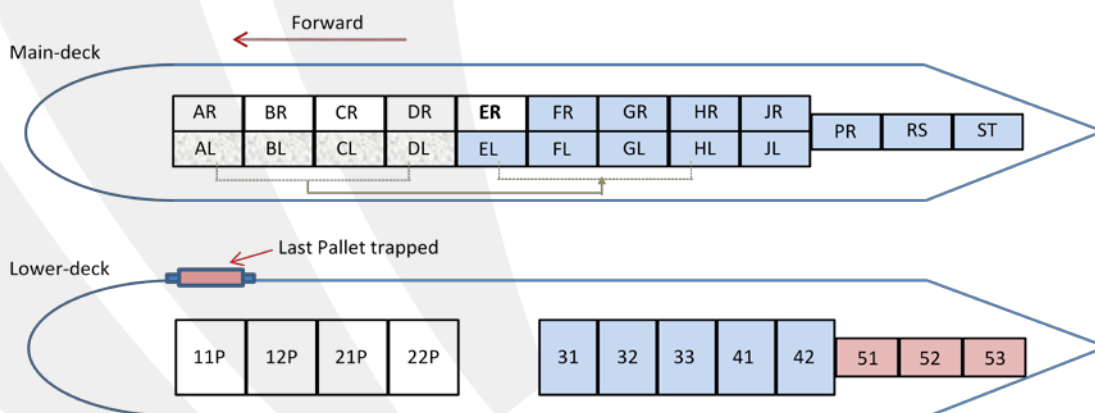 Forward
Main-deck
AR BR CR DR ER FR GR HR JR
PR RS ST
AL BL CL DL EL FL GL HL JL
Last Pallet trapped
Lower-deck
11P 12P 21P 22P 31 32 33 41 42 51 52 53